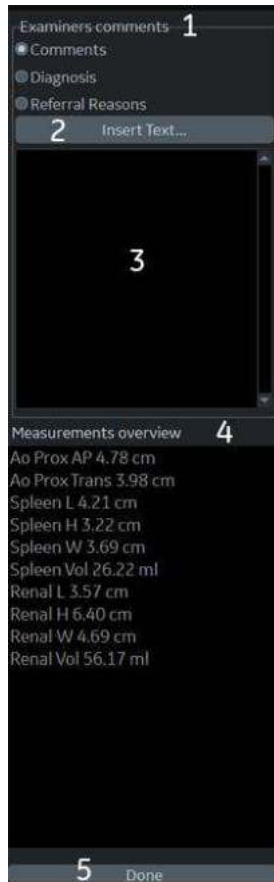 Examiners comments 1
Comments
Diagnosis
Referral Reasons
2 Insert Text...
3
Measurements overview 4
Ao Prox AP 4.78 cm
Ao Prox Trans 3.98 cm
Spleen L 4.21 cm
Spleen H 3.22 cm
Spleen W 3.69 cm
Spleen Vol 26.22 ml
Renal L 3.57 cm
Renal H 6.40 cm
Renal W 4.69 cm
Renal Vol 56.17 ml
5 Done